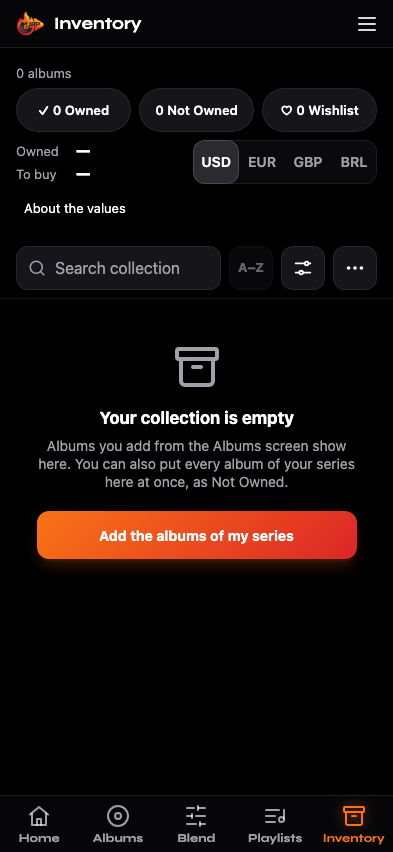 Inventory
0 albums
0 Owned
0 Not Owned
0 Wishlist
Owned —
To buy —
USD EUR GBP BRL
About the values
Search collection
A–Z
Your collection is empty
Albums you add from the Albums screen show
here. You can also put every album of your series
here at once, as Not Owned.
Add the albums of my series
Home
Albums
Blend
Playlists
Inventory